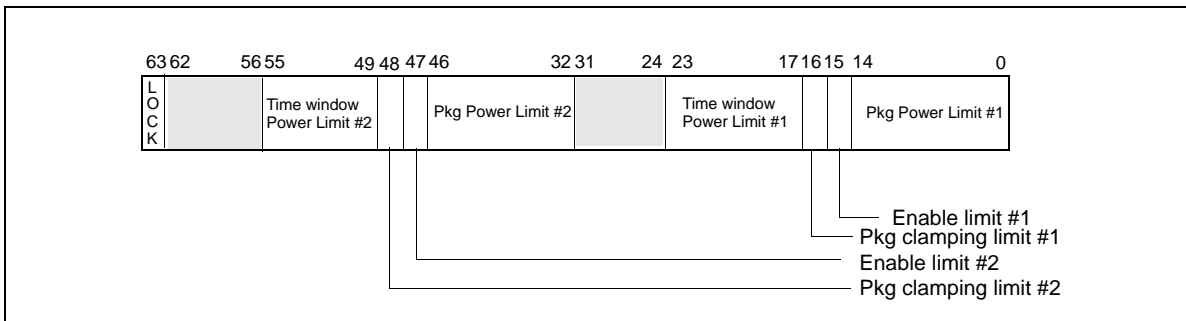 63 62 56 55 49 48 47 46 32 31 24 23 17 16 15 14 0
L
O
C
K
Time window
Power Limit #2
Pkg Power Limit #2
Time window
Power Limit #1
Pkg Power Limit #1
Enable limit #1
Pkg clamping limit #1
Enable limit #2
Pkg clamping limit #2